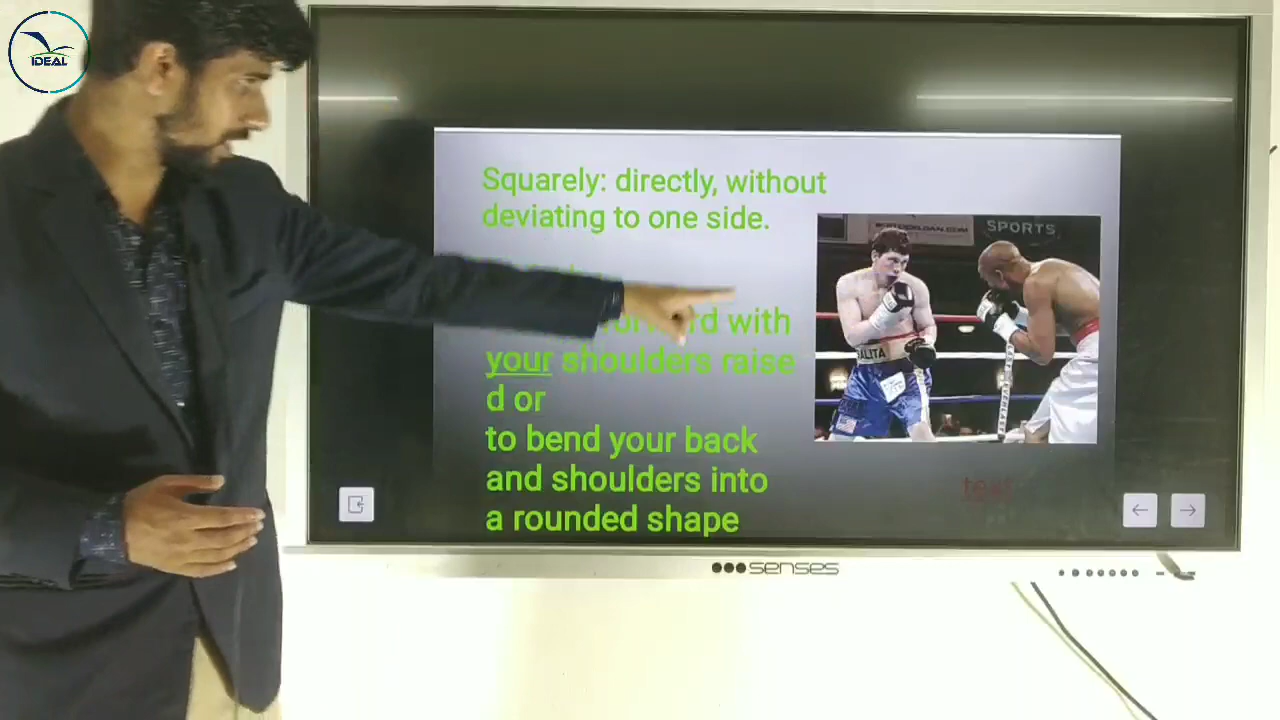 IDEAL
Squarely: directly, without
deviating to one side.
with
your shoulders raise
d or
to bend your back
and shoulders into
a rounded shape
SPORTS
text
senses